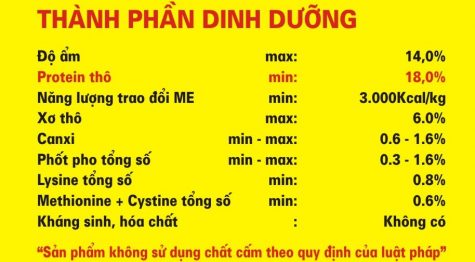 THÀNH PHẦN DINH DƯỠNG
Độ ẩm max: 14,0%
Protein thô min: 18,0%
Năng lượng trao đổi ME min: 3.000Kcal/kg
Xơ thô max: 6.0%
Canxi min - max: 0.6 - 1.6%
Phốt pho tổng số min - max: 0.3 - 1.6%
Lysine tổng số min: 0.8%
Methionine + Cystine tổng số min: 0.6%
Kháng sinh, hóa chất : Không có
“Sản phẩm không sử dụng chất cấm theo quy định của luật pháp”